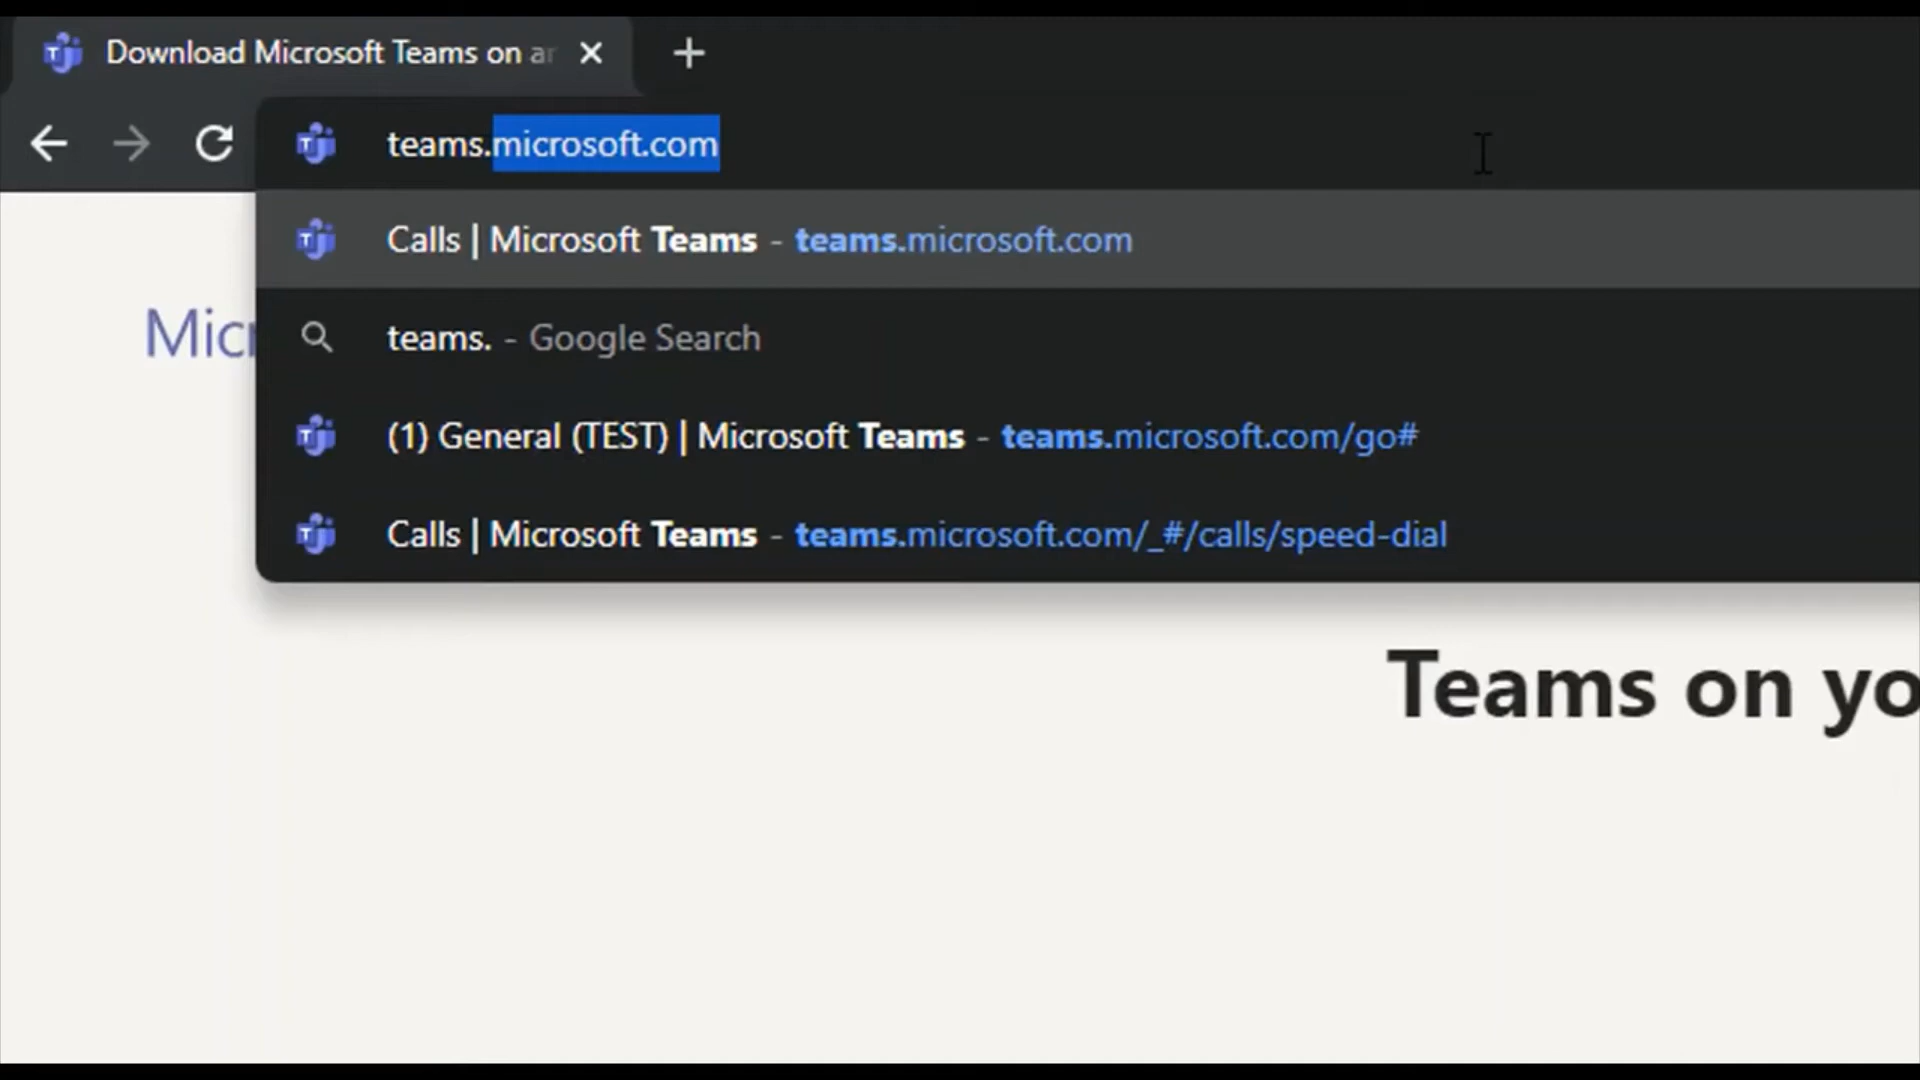 Download Microsoft Teams on ar
teams.microsoft.com
Calls | Microsoft Teams - teams.microsoft.com
teams. - Google Search
Micr
(1) General (TEST) | Microsoft Teams - teams.microsoft.com/go#
Calls | Microsoft Teams - teams.microsoft.com/_#/calls/speed-dial
Teams on yo